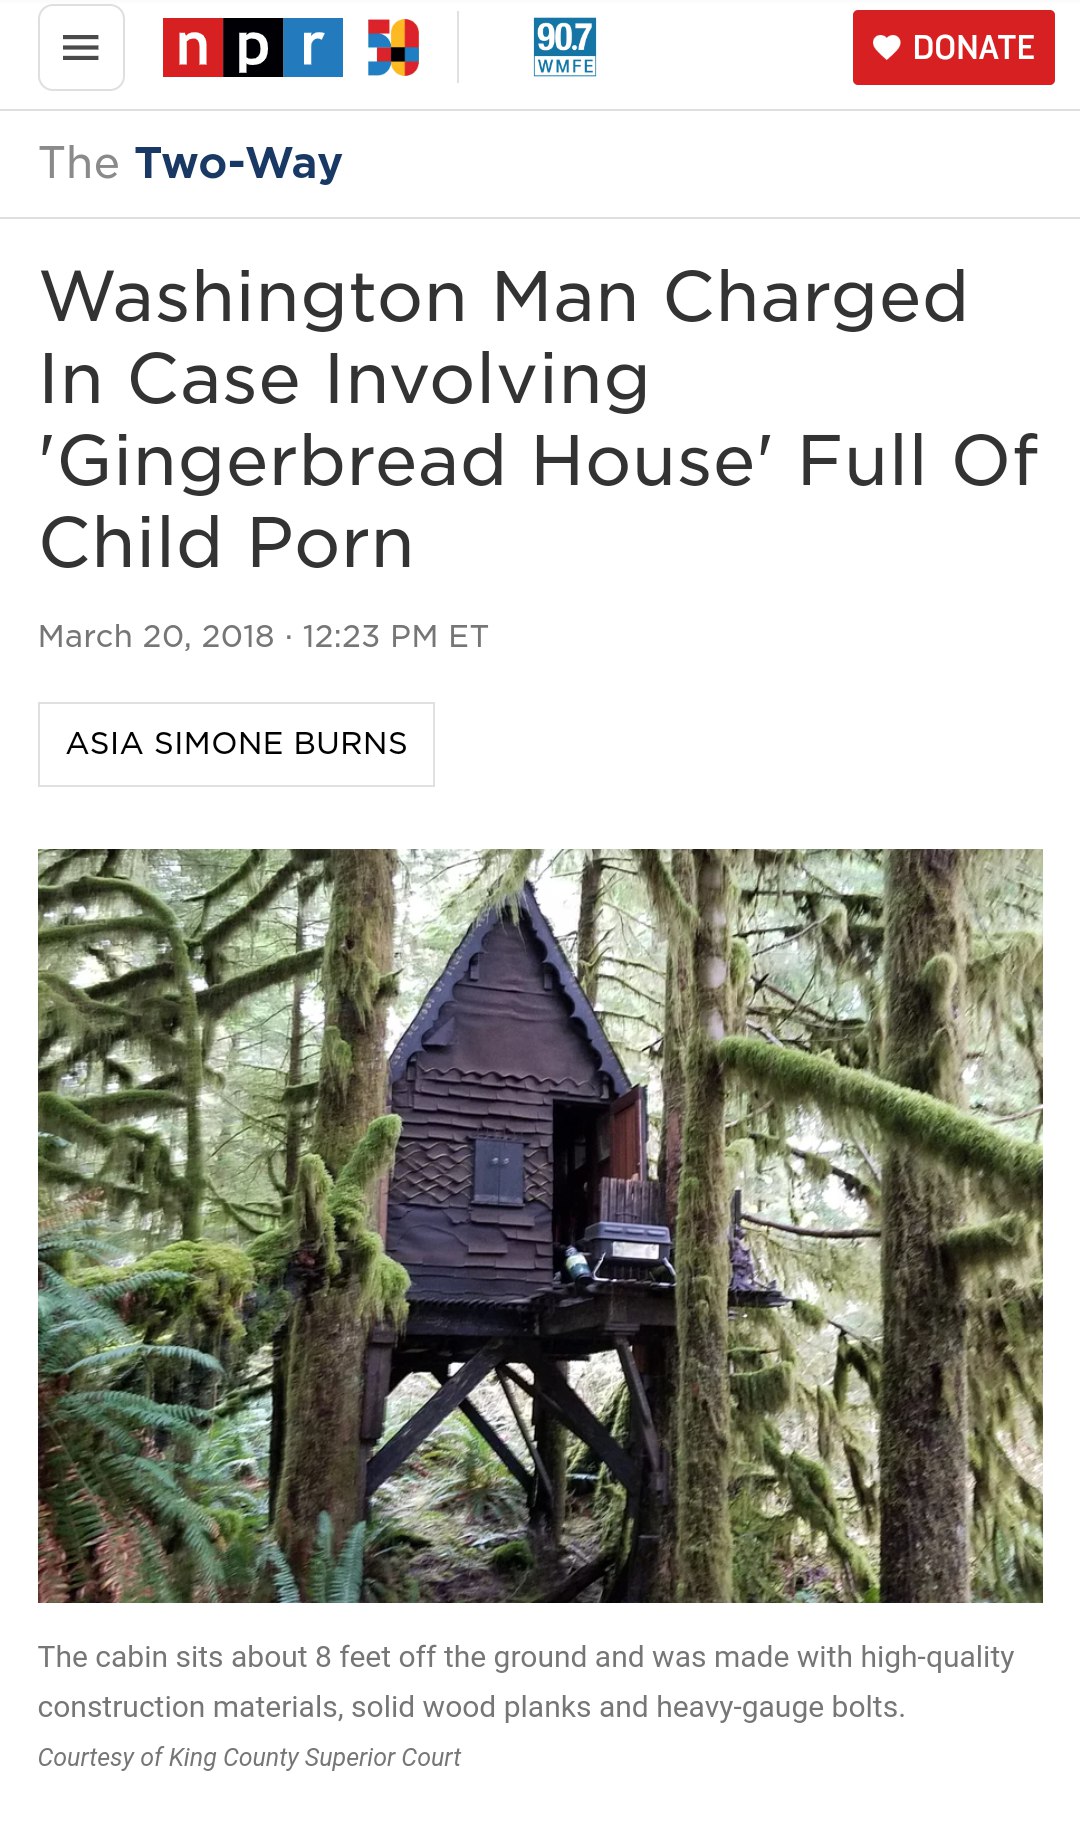 npr 50 90.7 WMFE DONATE
The Two-Way
Washington Man Charged
In Case Involving
'Gingerbread House' Full Of
Child Porn
March 20, 2018 · 12:23 PM ET
ASIA SIMONE BURNS
The cabin sits about 8 feet off the ground and was made with high-quality
construction materials, solid wood planks and heavy-gauge bolts.
Courtesy of King County Superior Court